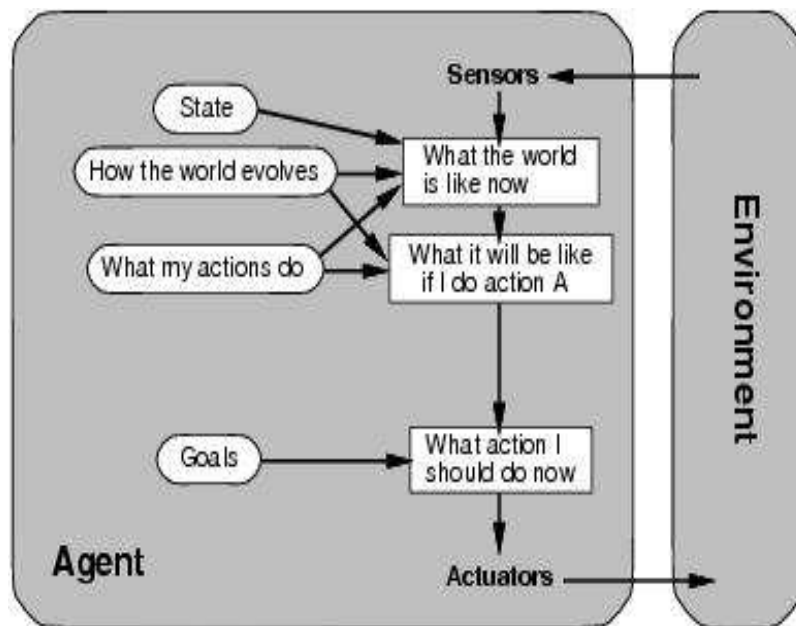 Sensors
State
What the world
is like now
How the world evolves
What it will be like
if I do action A
What my actions do
What action I
should do now
Goals
Agent
Actuators
Environment